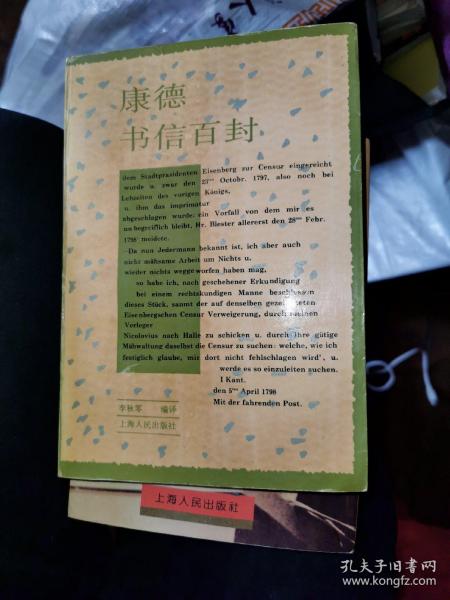 康德
书信百封
dem Stadtpraesidenten Eisenberg zur Censur eingereicht
wurde u. zwar den 23ten Octobr. 1797, also noch bei
Lebzeiten des vorigen Königs,
u. ihm das imprimatur
abgeschlagen wurde: ein Vorfall von dem mir es
unbegreiflich bleibt, Hr. Biester allererst den 28ten Febr.
1798 meldete.
-Da nun Jedermann bekannt ist, ich aber auch
nicht mühsame Arbeit um Nichts u.
wieder nichts weggeworfen haben mag,
so habe ich, nach geschehener Erkundigung
bei einem rechtskundigen Manne beschlossen
dieses Stück, sammt der auf denselben gezeichneten
Eisenbergschen Censur Verweigerung, durch meinen
Verleger
Nicolovius nach Halle zu schicken u. durch Ihre gütige
Mühwaltung daselbst die Censur zu suchen: welche, wie ich
festiglich glaube, mir dort nicht fehlschlagen wird', u.
werde es so einzuleiten suchen.
I Kant.
den 5ten April 1798
Mit der fahrenden Post.
李秋零 编译
上海人民出版社
上海人民出版社
孔夫子旧书网
www.kongfz.com